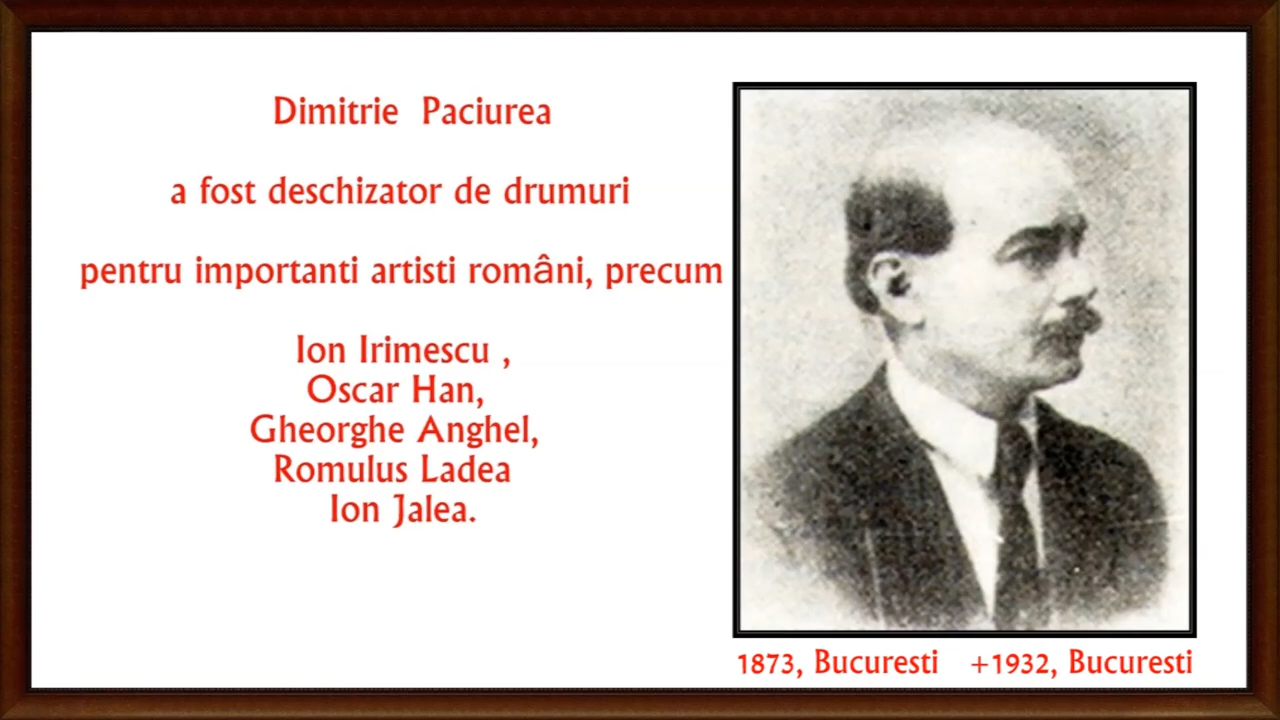 Dimitrie Paciurea
a fost deschizator de drumuri
pentru importanti artisti români, precum
Ion Irimescu ,
Oscar Han,
Gheorghe Anghel,
Romulus Ladea
Ion Jalea.
1873, Bucuresti +1932, Bucuresti